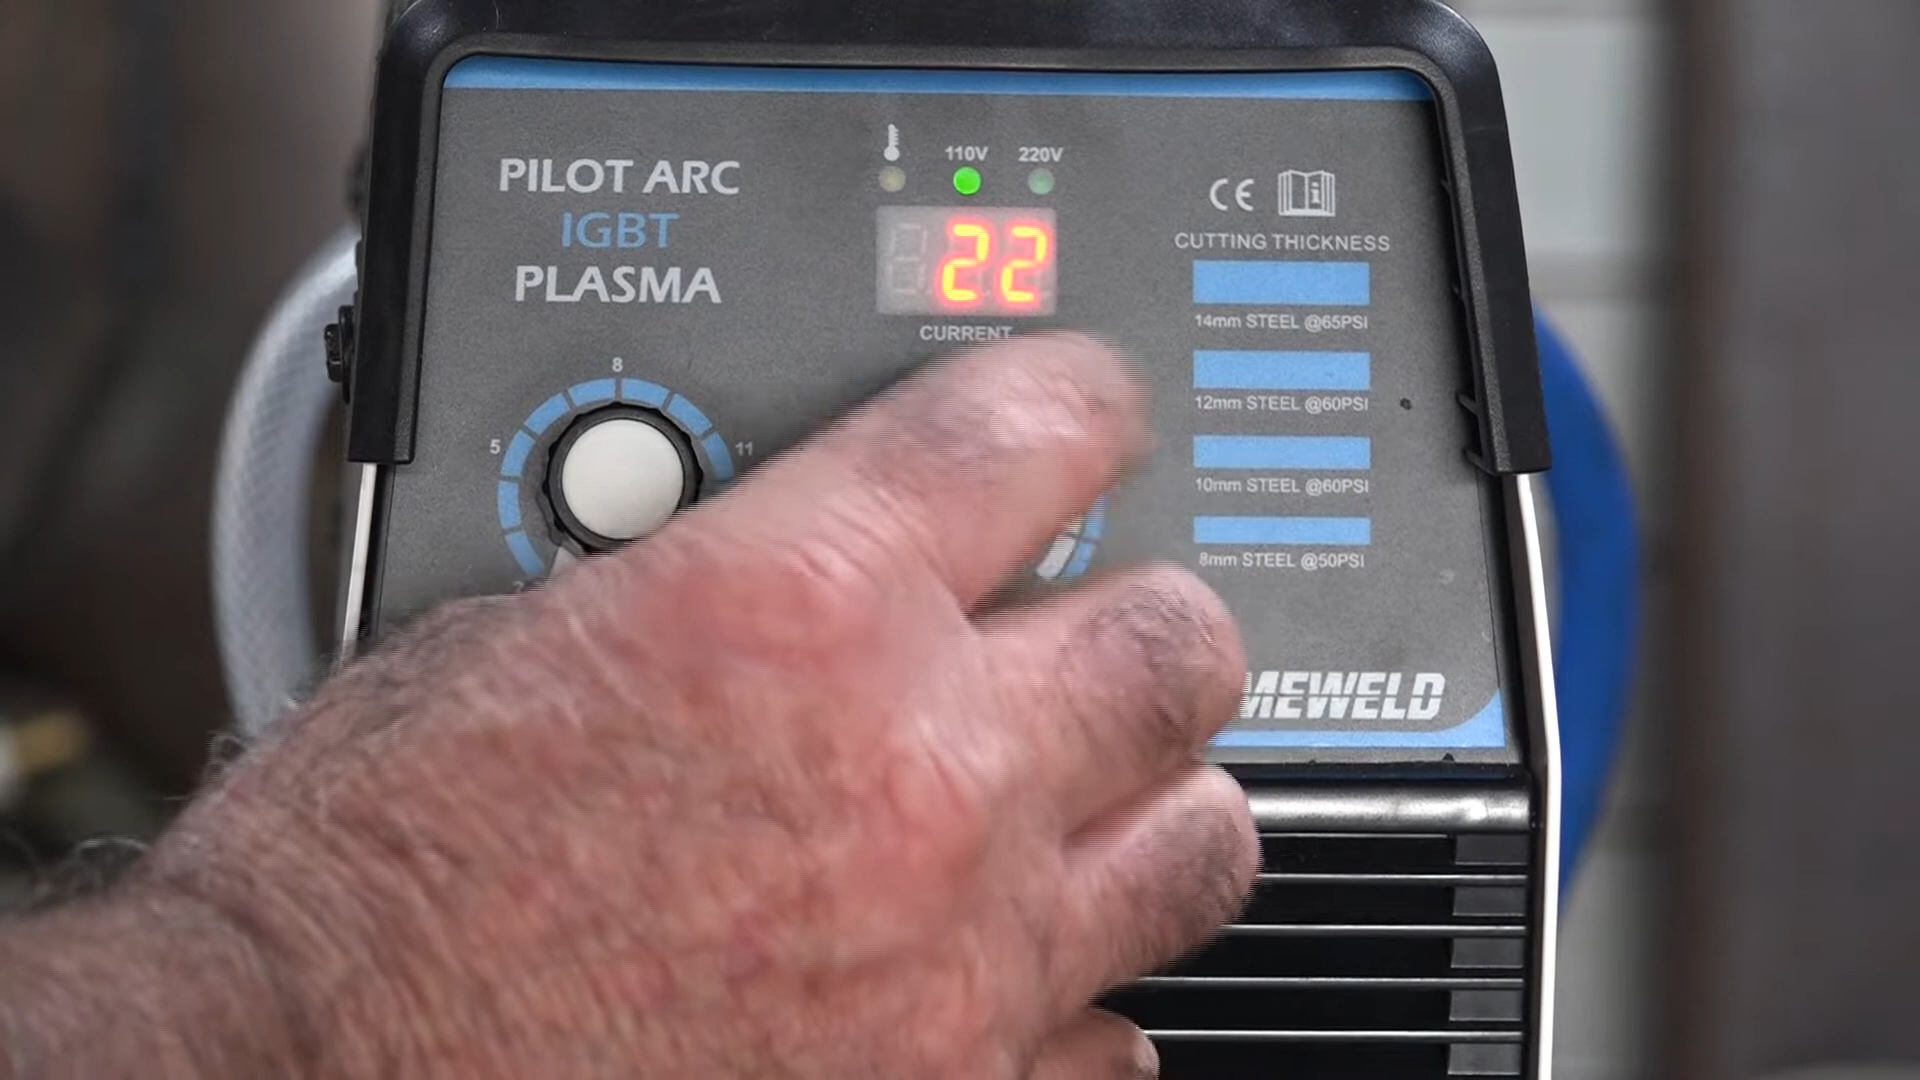 PILOT ARC
IGBT
PLASMA
110V 220V
22
CURRENT
8
5
11
CE
CUTTING THICKNESS
14mm STEEL @65PSI
12mm STEEL @60PSI
10mm STEEL @60PSI
8mm STEEL @50PSI
MEWELD